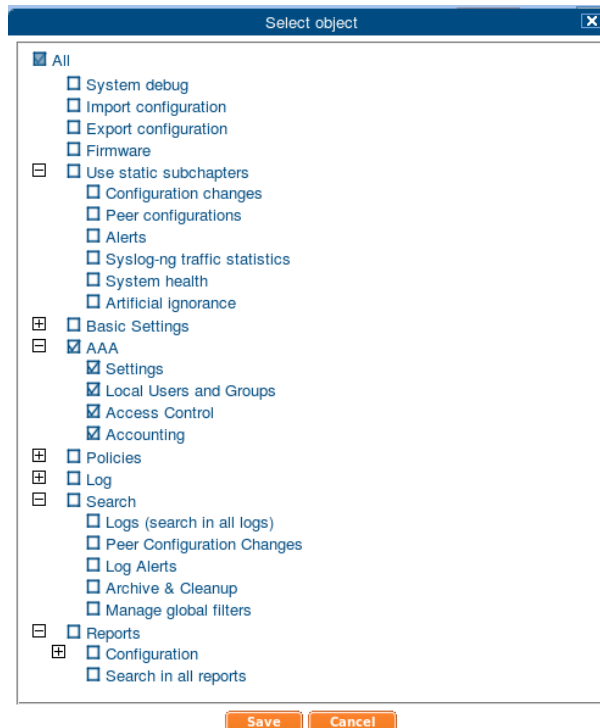 Select object
All
System debug
Import configuration
Export configuration
Firmware
Use static subchapters
Configuration changes
Peer configurations
Alerts
Syslog-ng traffic statistics
System health
Artificial ignorance
Basic Settings
AAA
Settings
Local Users and Groups
Access Control
Accounting
Policies
Log
Search
Logs (search in all logs)
Peer Configuration Changes
Log Alerts
Archive & Cleanup
Manage global filters
Reports
Configuration
Search in all reports
Save Cancel